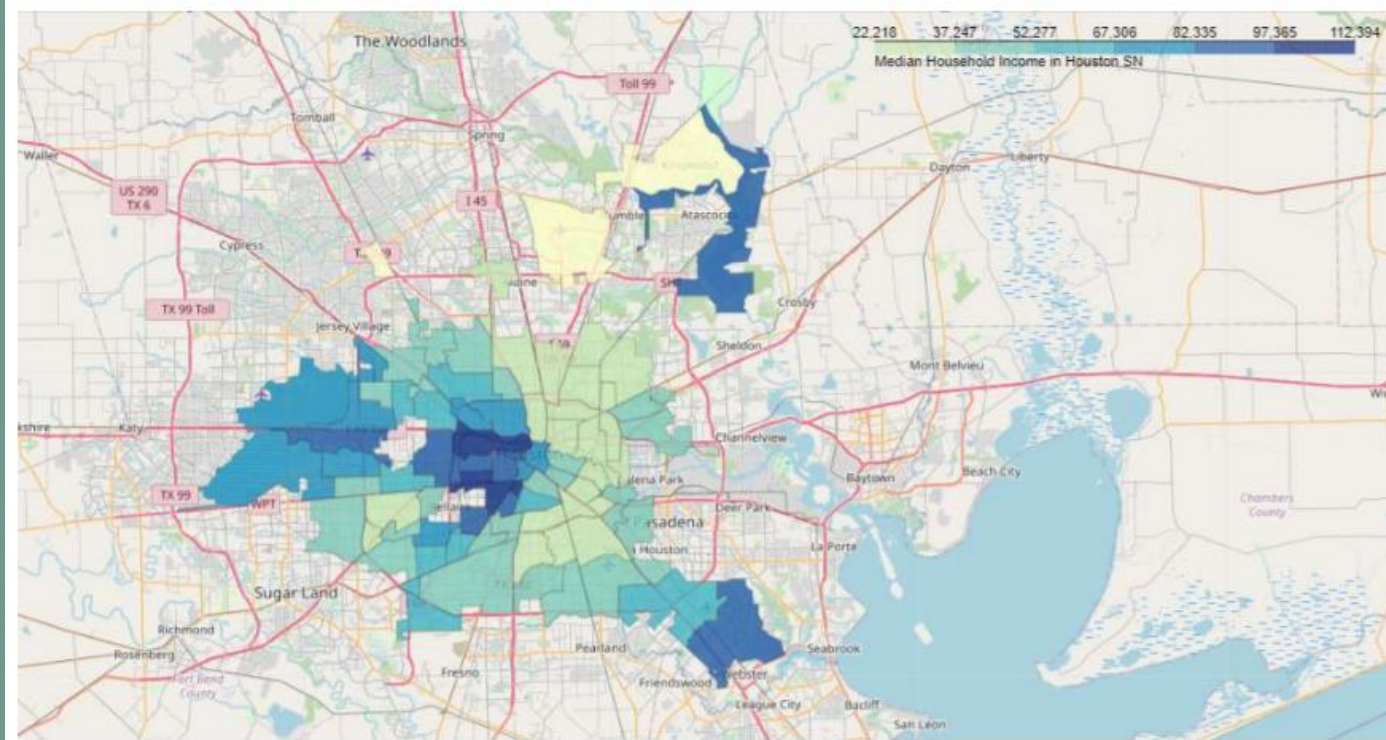 22.218 37.247 52.277 67.306 82.335 97.365 112.394
Median Household Income in Houston SN
The Woodlands
Toll 99
Tomball
Spring
Waller
Dayton
Liberty
US 290
TX 6
I 45
Atascocita
Cypress
Crosby
TX 99 Toll
Jersey Village
Sheldon
Mont Belvieu
Katy
Channelview
Baytown
Beach City
TX 99
WPT
Deer Park
Chambers
County
La Porte
Sugar Land
Richmond
Pearland
Seabrook
Rosenberg
Fresno
Friendswood
Webster
Fort Bend
County
League City
Bacliff
San Leon